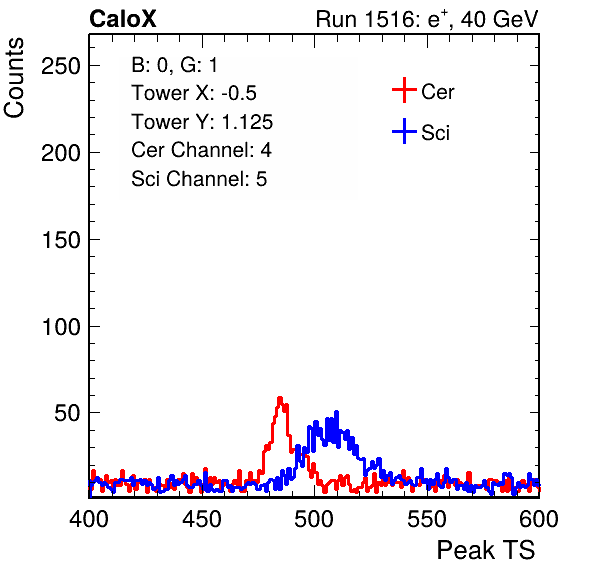 CaloX
Run 1516: e+, 40 GeV
Counts
250
200
150
100
50
B: 0, G: 1
Tower X: -0.5
Tower Y: 1.125
Cer Channel: 4
Sci Channel: 5
Cer
Sci
400 450 500 550 600
Peak TS